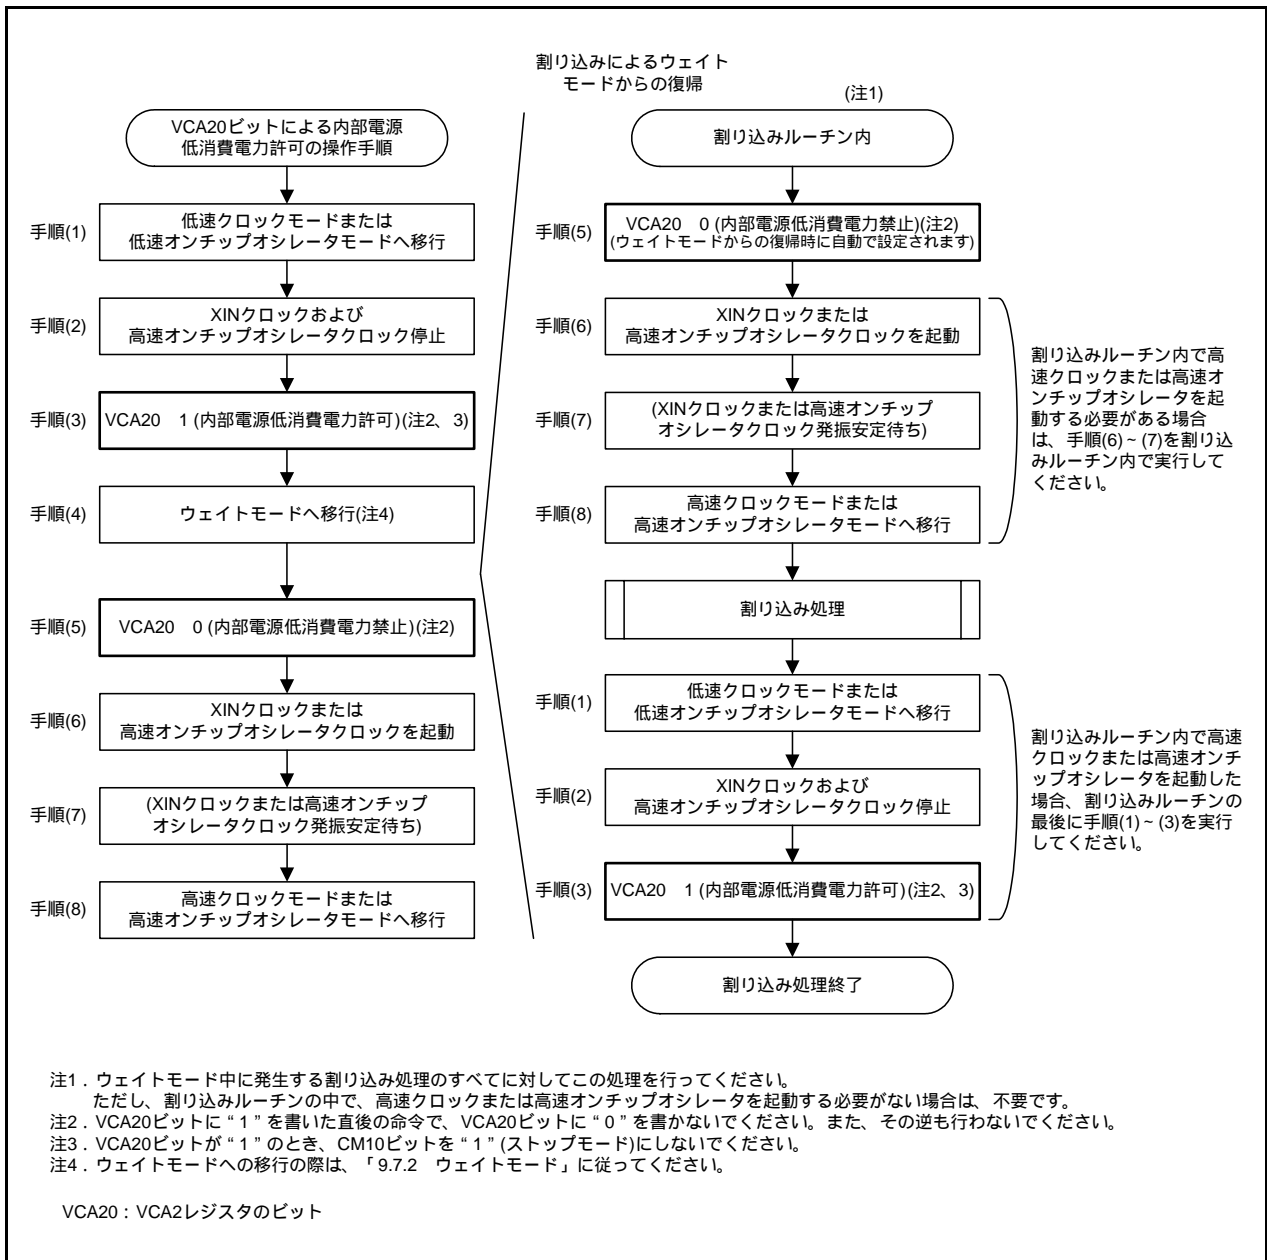 割り込みによるウェイト
モードからの復帰
VCA20ビットによる内部電源
低消費電力許可の操作手順
手順(1)
低速クロックモードまたは
低速オンチップオシレータモードへ移行
手順(2)
XINクロックおよび
高速オンチップオシレータクロック停止
手順(3)
VCA20　1 (内部電源低消費電力許可)(注2、3)
手順(4)
ウェイトモードへ移行(注4)
手順(5)
VCA20　0 (内部電源低消費電力禁止)(注2)
手順(6)
XINクロックまたは
高速オンチップオシレータクロックを起動
手順(7)
(XINクロックまたは高速オンチップ
オシレータクロック発振安定待ち)
手順(8)
高速クロックモードまたは
高速オンチップオシレータモードへ移行
(注1)
割り込みルーチン内
手順(5)
VCA20　0 (内部電源低消費電力禁止)(注2)
(ウェイトモードからの復帰時に自動で設定されます)
手順(6)
XINクロックまたは
高速オンチップオシレータクロックを起動
手順(7)
(XINクロックまたは高速オンチップ
オシレータクロック発振安定待ち)
手順(8)
高速クロックモードまたは
高速オンチップオシレータモードへ移行
割り込みルーチン内で高
速クロックまたは高速オ
ンチップオシレータを起
動する必要がある場合
は、手順(6)~(7)を割り込
みルーチン内で実行して
ください。
割り込み処理
手順(1)
低速クロックモードまたは
低速オンチップオシレータモードへ移行
手順(2)
XINクロックおよび
高速オンチップオシレータクロック停止
手順(3)
VCA20　1 (内部電源低消費電力許可)(注2、3)
割り込みルーチン内で高速
クロックまたは高速オンチ
ップオシレータを起動した
場合、割り込みルーチンの
最後に手順(1)~(3)を実行
してください。
割り込み処理終了
注1．ウェイトモード中に発生する割り込み処理のすべてに対してこの処理を行ってください。
ただし、割り込みルーチンの中で、高速クロックまたは高速オンチップオシレータを起動する必要がない場合は、不要です。
注2．VCA20ビットに“1”を書いた直後の命令で、VCA20ビットに“0”を書かないでください。また、その逆も行わないでください。
注3．VCA20ビットが“1”のとき、CM10ビットを“1”(ストップモード)にしないでください。
注4．ウェイトモードへの移行の際は、「9.7.2　ウェイトモード」に従ってください。
VCA20：VCA2レジスタのビット